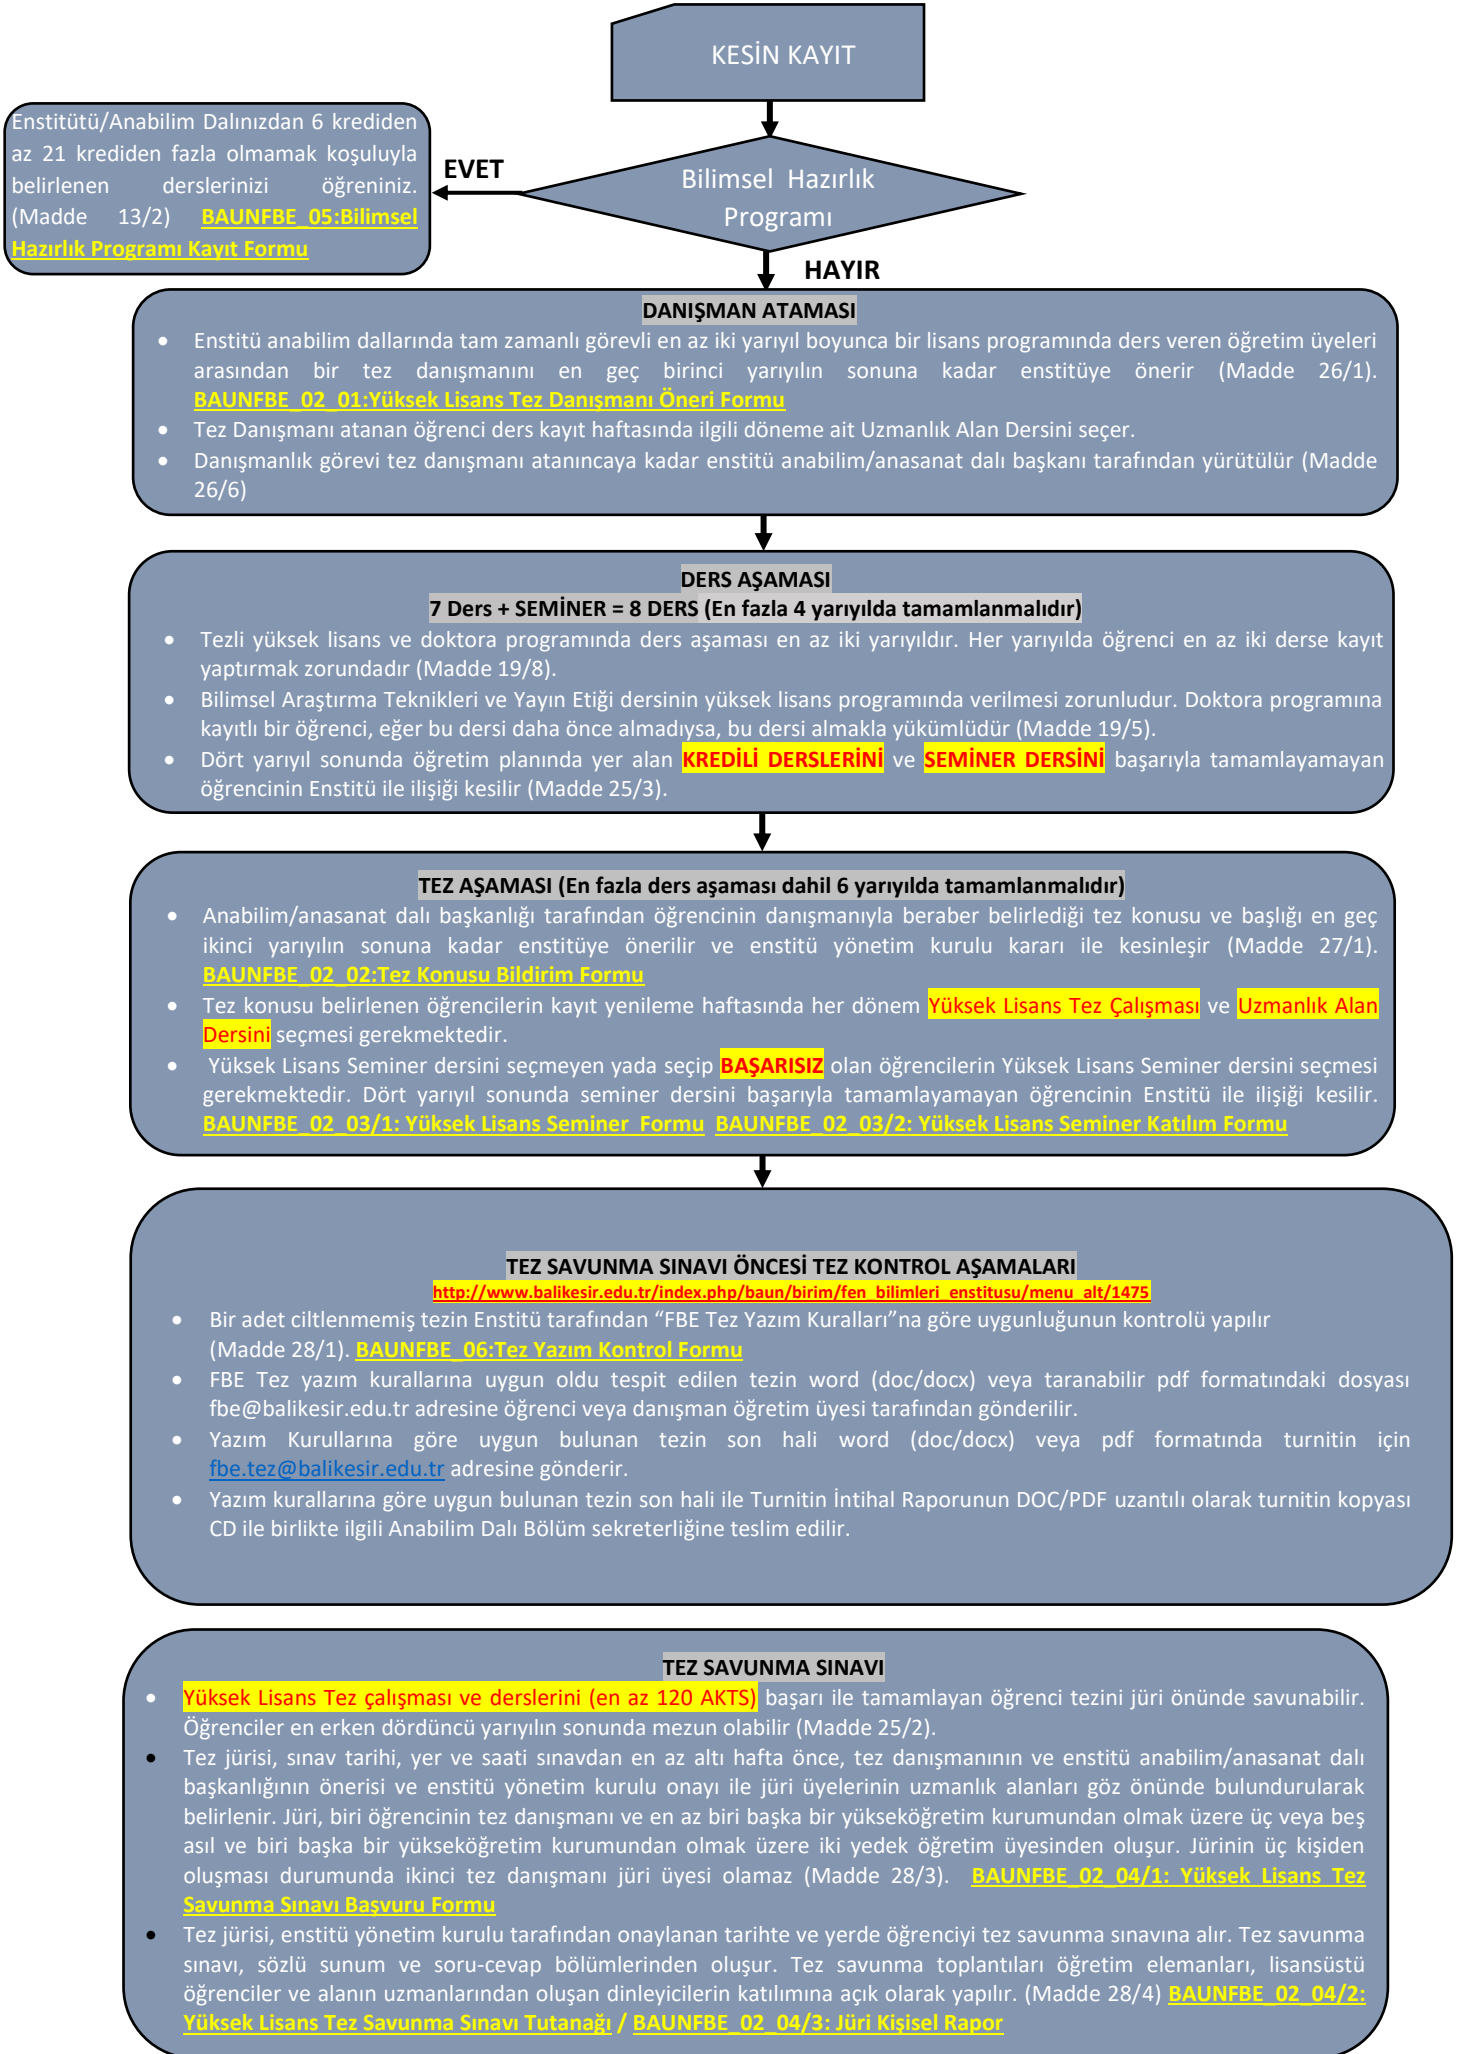 KESİN KAYIT
Enstitütü/Anabilim Dalınızdan 6 krediden
az 21 krediden fazla olmamak koşuluyla
belirlenen derslerinizi öğreniniz.
(Madde 13/2) BAUNFBE_05:Bilimsel
Hazırlık Programı Kayıt Formu
EVET
Bilimsel Hazırlık
Programı
HAYIR
DANIŞMAN ATAMASI
• Enstitü anabilim dallarında tam zamanlı görevli en az iki yarıyıl boyunca bir lisans programında ders veren öğretim üyeleri
arasından bir tez danışmanını en geç birinci yarıyılın sonuna kadar enstitüye önerir (Madde 26/1).
BAUNFBE_02_01:Yüksek Lisans Tez Danışmanı Öneri Formu
• Tez Danışmanı atanan öğrenci ders kayıt haftasında ilgili döneme ait Uzmanlık Alan Dersini seçer.
• Danışmanlık görevi tez danışmanı atanıncaya kadar enstitü anabilim/anasanat dalı başkanı tarafından yürütülür (Madde
26/6)
DERS AŞAMASI
7 Ders + SEMİNER = 8 DERS (En fazla 4 yarıyılda tamamlanmalıdır)
• Tezli yüksek lisans ve doktora programında ders aşaması en az iki yarıyıldır. Her yarıyılda öğrenci en az iki derse kayıt
yaptırmak zorundadır (Madde 19/8).
• Bilimsel Araştırma Teknikleri ve Yayın Etiği dersinin yüksek lisans programında verilmesi zorunludur. Doktora programına
kayıtlı bir öğrenci, eğer bu dersi daha önce almadıysa, bu dersi almakla yükümlüdür (Madde 19/5).
• Dört yarıyıl sonunda öğretim planında yer alan KREDİLİ DERSLERİNİ ve SEMİNER DERSİNİ başarıyla tamamlayamayan
öğrencinin Enstitü ile ilişiği kesilir (Madde 25/3).
TEZ AŞAMASI (En fazla ders aşaması dahil 6 yarıyılda tamamlanmalıdır)
• Anabilim/anasanat dalı başkanlığı tarafından öğrencinin danışmanıyla beraber belirlediği tez konusu ve başlığı en geç
ikinci yarıyılın sonuna kadar enstitüye önerilir ve enstitü yönetim kurulu kararı ile kesinleşir (Madde 27/1).
BAUNFBE_02_02:Tez Konusu Bildirim Formu
• Tez konusu belirlenen öğrencilerin kayıt yenileme haftasında her dönem Yüksek Lisans Tez Çalışması ve Uzmanlık Alan
Dersini seçmesi gerekmektedir.
• Yüksek Lisans Seminer dersini seçmeyen yada seçip BAŞARISIZ olan öğrencilerin Yüksek Lisans Seminer dersini seçmesi
gerekmektedir. Dört yarıyıl sonunda seminer dersini başarıyla tamamlayamayan öğrencinin Enstitü ile ilişiği kesilir.
BAUNFBE_02_03/1: Yüksek Lisans Seminer Formu BAUNFBE_02_03/2: Yüksek Lisans Seminer Katılım Formu
TEZ SAVUNMA SINAVI ÖNCESİ TEZ KONTROL AŞAMALARI
http://www.balikesir.edu.tr/index.php/baun/birim/fen_bilimleri_enstitusu/menu_alt/1475
• Bir adet ciltlenmemiş tezin Enstitü tarafından “FBE Tez Yazım Kuralları”na göre uygunluğunun kontrolü yapılır
(Madde 28/1). BAUNFBE_06:Tez Yazım Kontrol Formu
• FBE Tez yazım kurallarına uygun oldu tespit edilen tezin word (doc/docx) veya taranabilir pdf formatındaki dosyası
fbe@balikesir.edu.tr adresine öğrenci veya danışman öğretim üyesi tarafından gönderilir.
• Yazım Kurullarına göre uygun bulunan tezin son hali word (doc/docx) veya pdf formatında turnitin için
fbe.tez@balikesir.edu.tr adresine gönderir.
• Yazım kurallarına göre uygun bulunan tezin son hali ile Turnitin İntihal Raporunun DOC/PDF uzantılı olarak turnitin kopyası
CD ile birlikte ilgili Anabilim Dalı Bölüm sekreterliğine teslim edilir.
TEZ SAVUNMA SINAVI
• Yüksek Lisans Tez çalışması ve derslerini (en az 120 AKTS) başarı ile tamamlayan öğrenci tezini jüri önünde savunabilir.
Öğrenciler en erken dördüncü yarıyılın sonunda mezun olabilir (Madde 25/2).
• Tez jürisi, sınav tarihi, yer ve saati sınavdan en az altı hafta önce, tez danışmanının ve enstitü anabilim/anasanat dalı
başkanlığının önerisi ve enstitü yönetim kurulu onayı ile jüri üyelerinin uzmanlık alanları göz önünde bulundurularak
belirlenir. Jüri, biri öğrencinin tez danışmanı ve en az biri başka bir yükseköğretim kurumundan olmak üzere üç veya beş
asıl ve biri başka bir yükseköğretim kurumundan olmak üzere iki yedek öğretim üyesinden oluşur. Jürinin üç kişiden
oluşması durumunda ikinci tez danışmanı jüri üyesi olamaz (Madde 28/3). BAUNFBE_02_04/1: Yüksek Lisans Tez
Savunma Sınavı Başvuru Formu
• Tez jürisi, enstitü yönetim kurulu tarafından onaylanan tarihte ve yerde öğrenciyi tez savunma sınavına alır. Tez savunma
sınavı, sözlü sunum ve soru-cevap bölümlerinden oluşur. Tez savunma toplantıları öğretim elemanları, lisansüstü
öğrenciler ve alanın uzmanlarından oluşan dinleyicilerin katılımına açık olarak yapılır. (Madde 28/4) BAUNFBE_02_04/2:
Yüksek Lisans Tez Savunma Sınavı Tutanağı / BAUNFBE_02_04/3: Jüri Kişisel Rapor